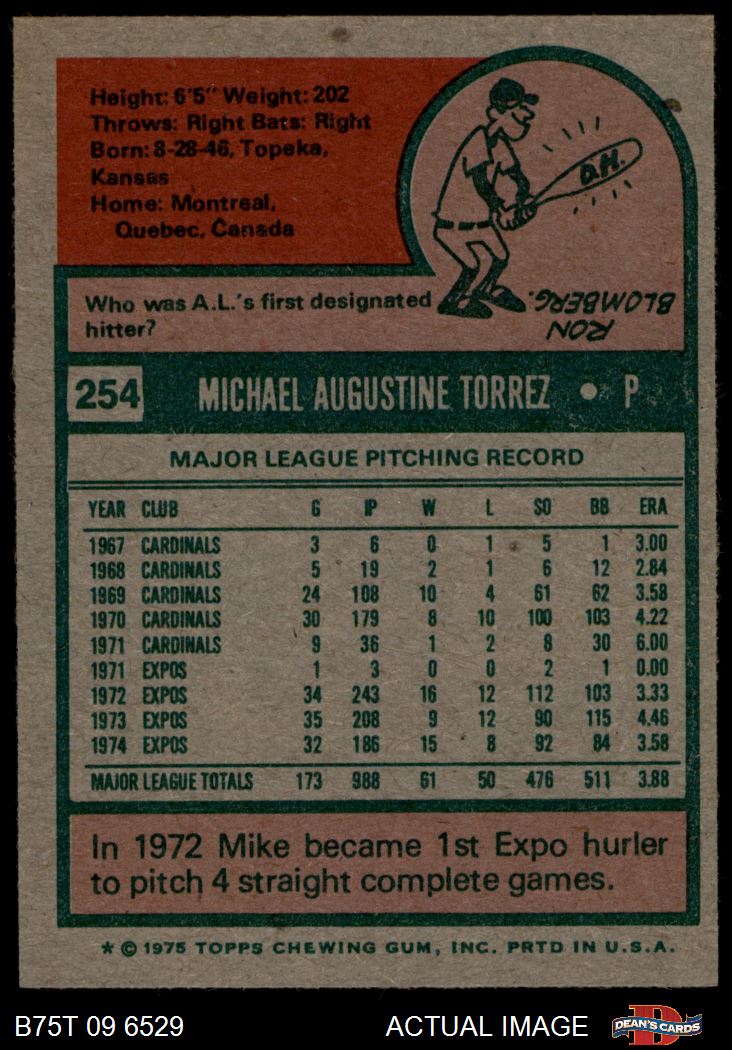 Height: 6'5" Weight: 202
Throws: Right Bats: Right
Born: 8-28-46, Topeka,
Kansas
Home: Montreal,
Quebec, Canada
D.H.
Who was A.L.'s first designated
hitter?
RON
BLOMBERG.
254 MICHAEL AUGUSTINE TORREZ • P
MAJOR LEAGUE PITCHING RECORD
YEAR CLUB G IP W L SO BB ERA
1967 CARDINALS 3 6 0 1 5 1 3.00
1968 CARDINALS 5 19 2 1 6 12 2.84
1969 CARDINALS 24 108 10 4 61 62 3.58
1970 CARDINALS 30 179 8 10 100 103 4.22
1971 CARDINALS 9 36 1 2 8 30 6.00
1971 EXPOS 1 3 0 0 2 1 0.00
1972 EXPOS 34 243 16 12 112 103 3.33
1973 EXPOS 35 208 9 12 90 115 4.46
1974 EXPOS 32 186 15 8 92 84 3.58
MAJOR LEAGUE TOTALS 173 988 61 50 476 511 3.88
In 1972 Mike became 1st Expo hurler
to pitch 4 straight complete games.
* © 1975 TOPPS CHEWING GUM, INC. PRTD IN U.S.A.
B75T 09 6529 ACTUAL IMAGE D DEAN'S CARDS